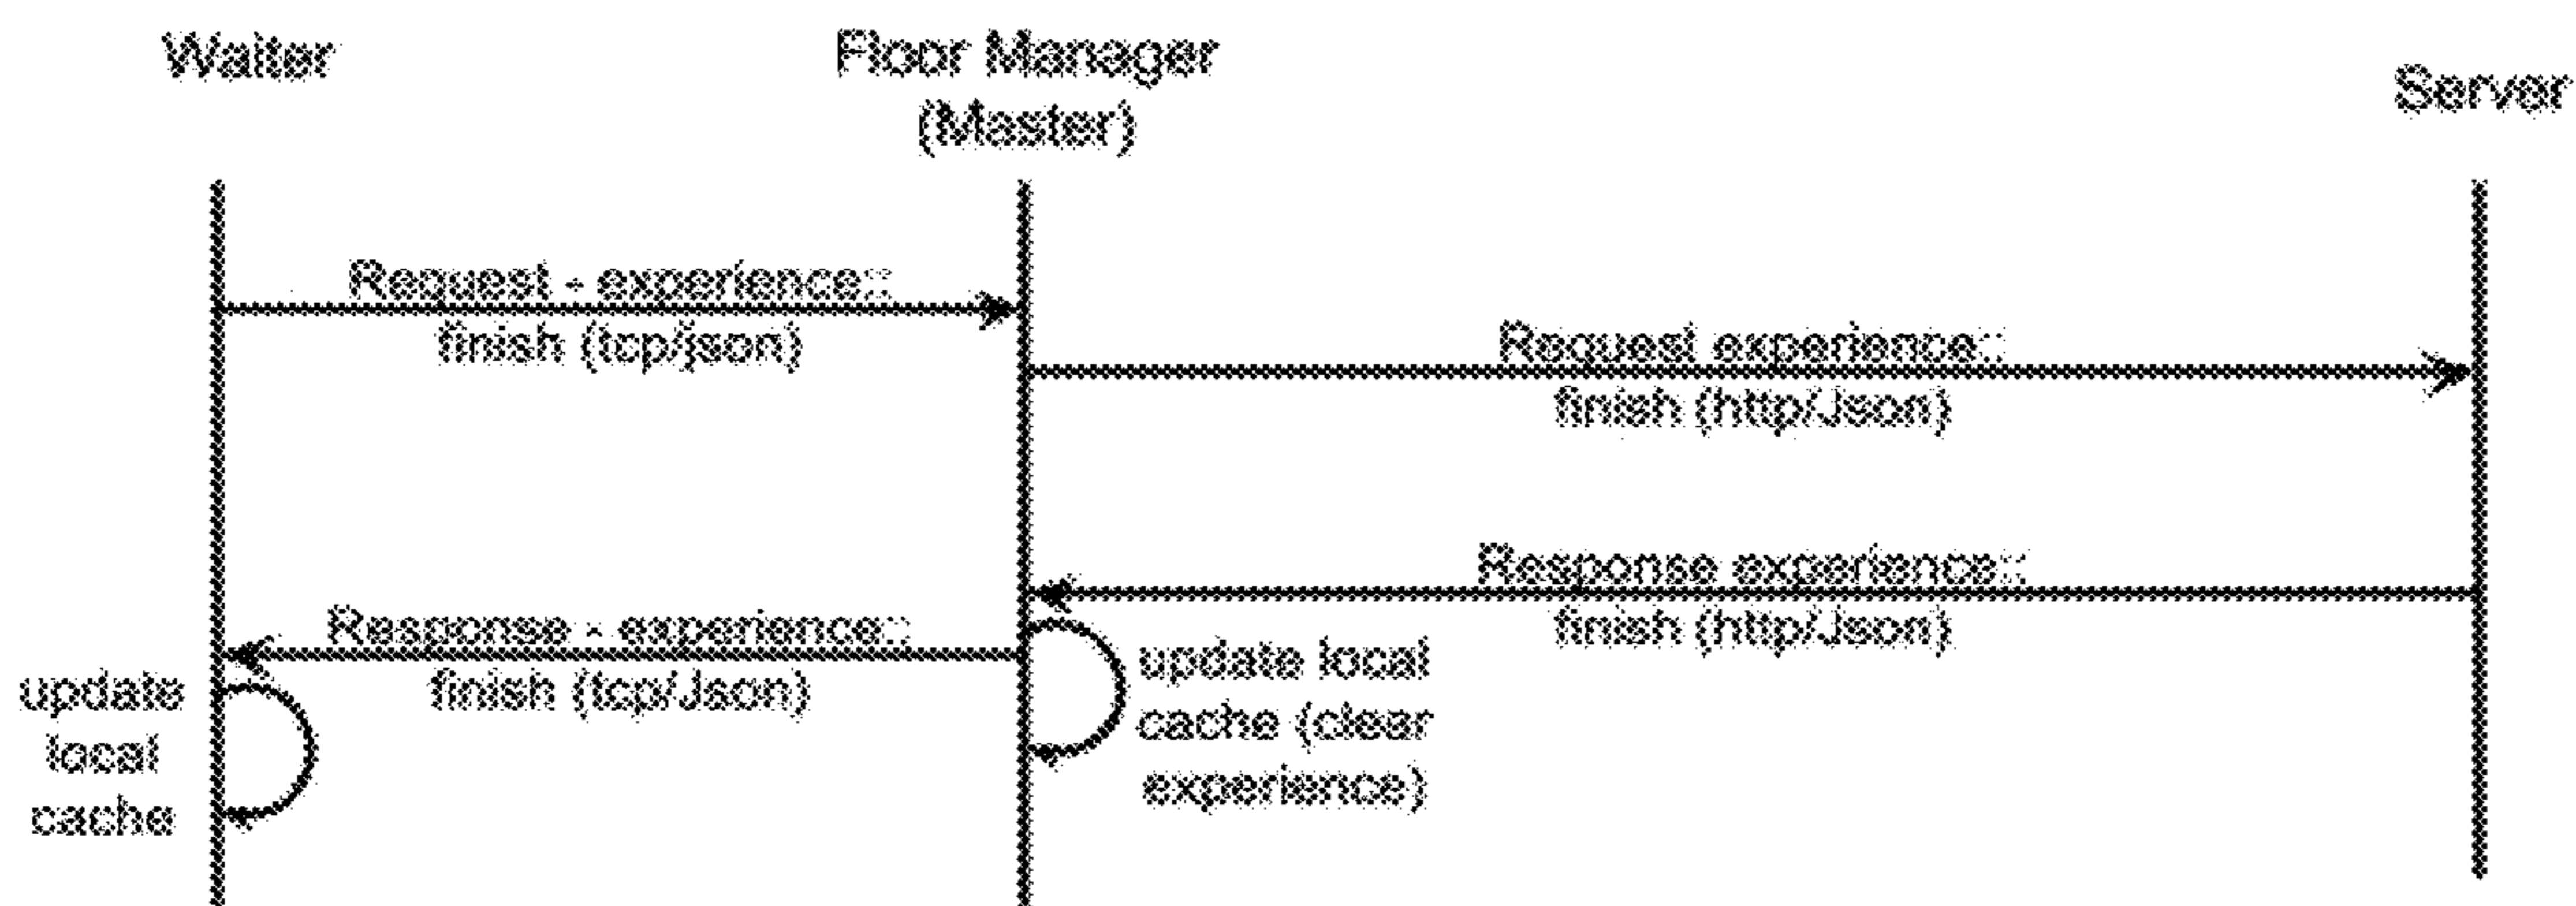 Waiter
Floor Manager
(Master)
Server
Request - experience::
finish (tcp/json)
Request experience::
finish (http/Json)
Response experience::
finish (http/Json)
Response - experience::
finish (tcp/Json)
update local
cache (clear
experience)
update
local
cache